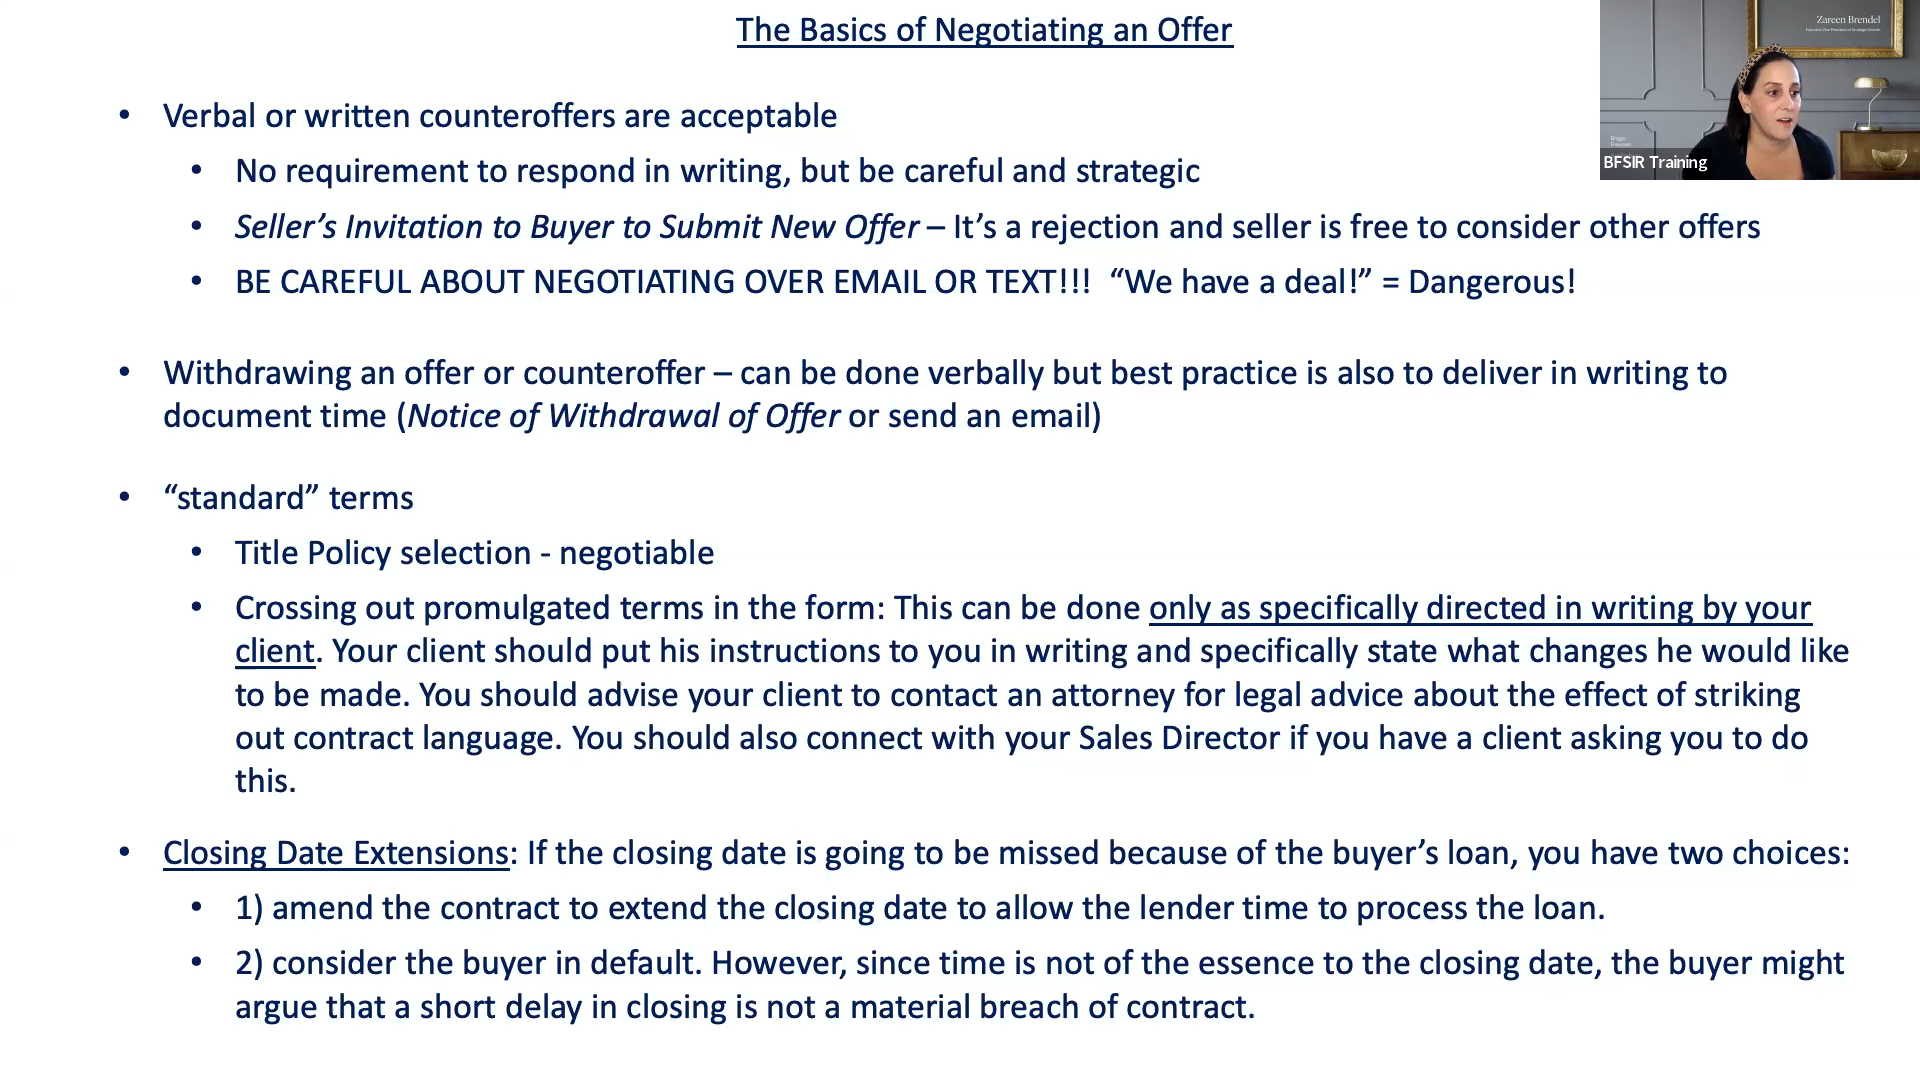 The Basics of Negotiating an Offer
Zareen Brendel
BFSIR Training
• Verbal or written counteroffers are acceptable
• No requirement to respond in writing, but be careful and strategic
• Seller’s Invitation to Buyer to Submit New Offer – It’s a rejection and seller is free to consider other offers
• BE CAREFUL ABOUT NEGOTIATING OVER EMAIL OR TEXT!!! “We have a deal!” = Dangerous!
• Withdrawing an offer or counteroffer – can be done verbally but best practice is also to deliver in writing to
document time (Notice of Withdrawal of Offer or send an email)
• “standard” terms
• Title Policy selection - negotiable
• Crossing out promulgated terms in the form: This can be done only as specifically directed in writing by your
client. Your client should put his instructions to you in writing and specifically state what changes he would like
to be made. You should advise your client to contact an attorney for legal advice about the effect of striking
out contract language. You should also connect with your Sales Director if you have a client asking you to do
this.
• Closing Date Extensions: If the closing date is going to be missed because of the buyer’s loan, you have two choices:
• 1) amend the contract to extend the closing date to allow the lender time to process the loan.
• 2) consider the buyer in default. However, since time is not of the essence to the closing date, the buyer might
argue that a short delay in closing is not a material breach of contract.